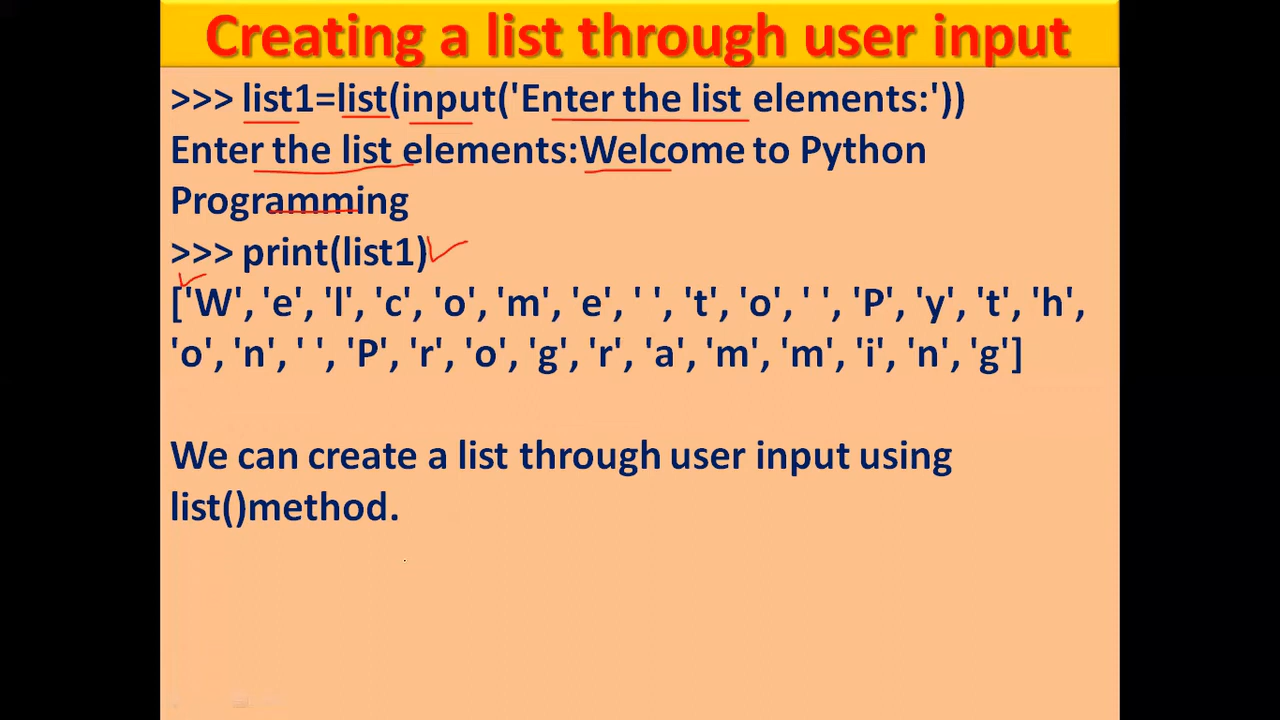 Creating a list through user input
>>> list1=list(input('Enter the list elements:'))
Enter the list elements:Welcome to Python
Programming
>>> print(list1)
['W', 'e', 'l', 'c', 'o', 'm', 'e', ' ', 't', 'o', ' ', 'P', 'y', 't', 'h',
'o', 'n', ' ', 'P', 'r', 'o', 'g', 'r', 'a', 'm', 'm', 'i', 'n', 'g']
We can create a list through user input using
list()method.